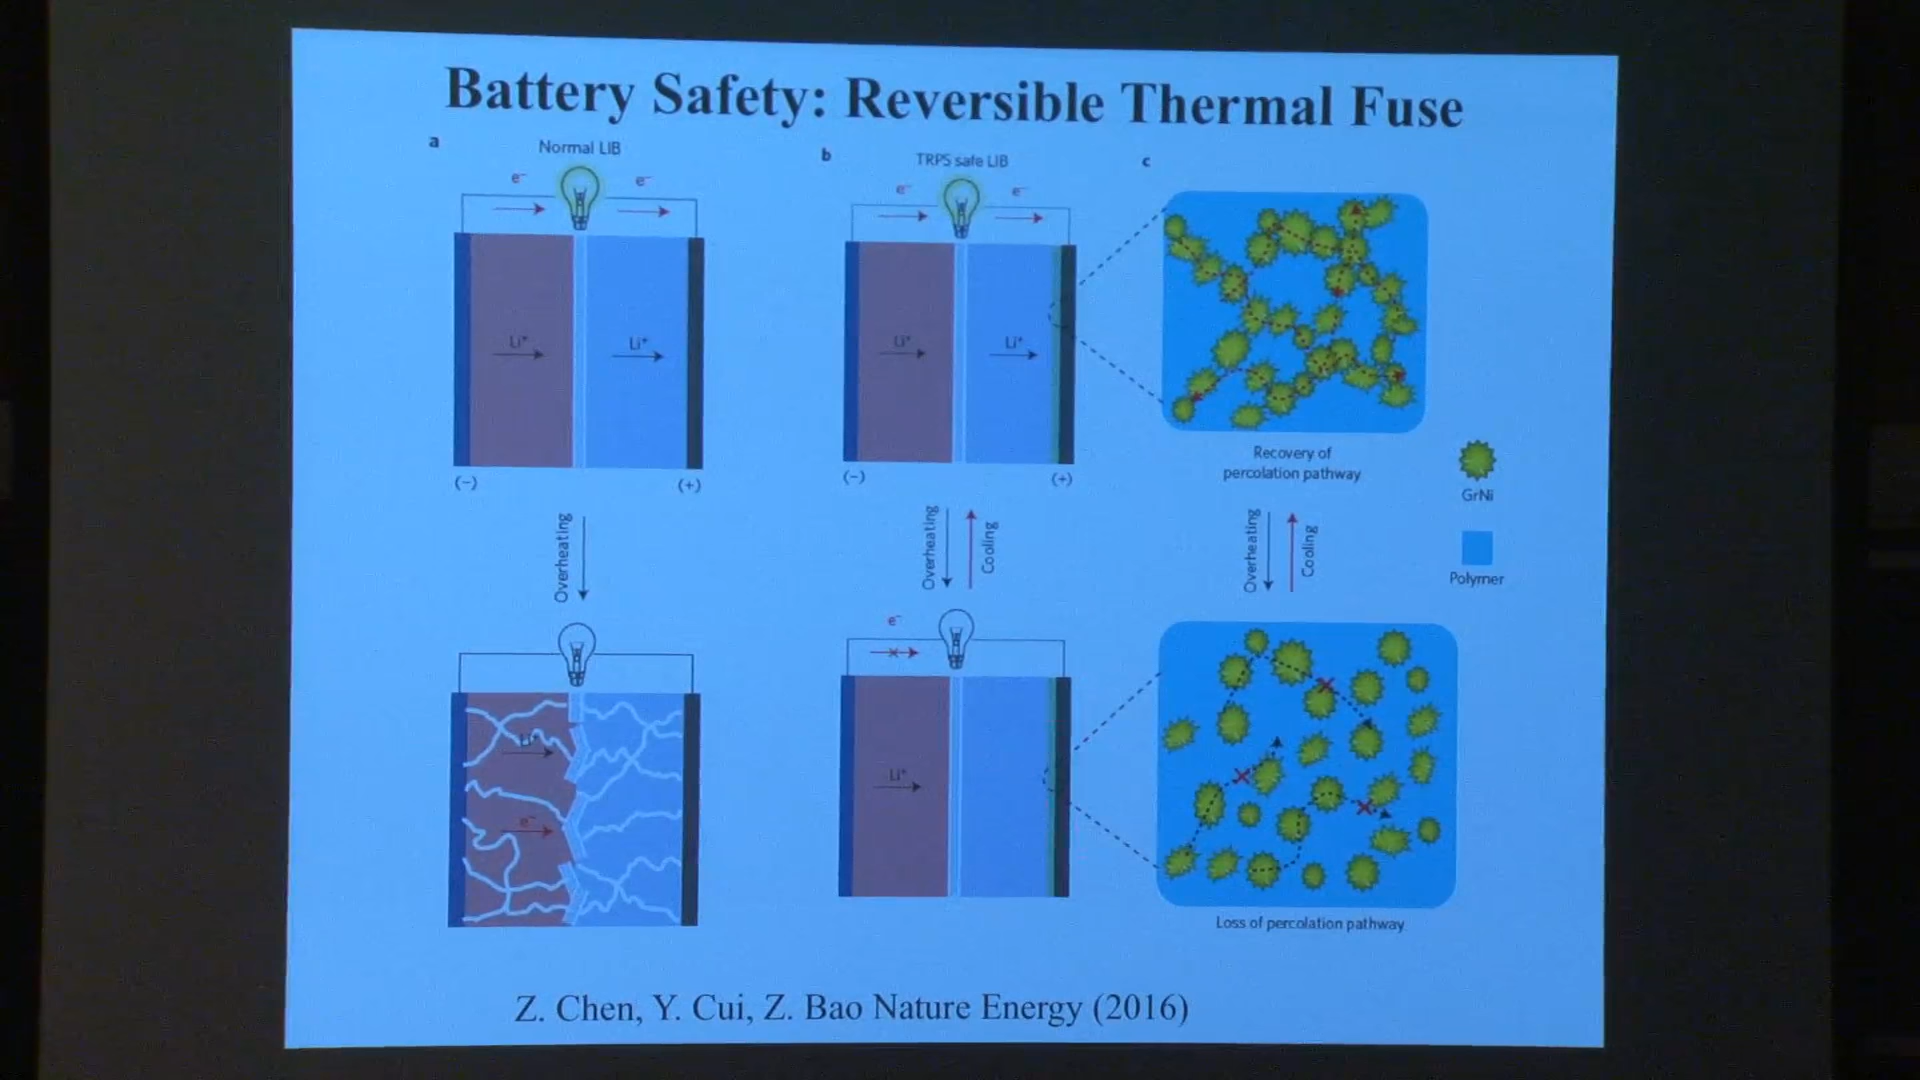 Battery Safety: Reversible Thermal Fuse
a
Normal LIB
e⁻
e⁻
Li⁺
Li⁺
(-)
(+)
Overheating
Li⁺
e⁻
b
TRPS safe LIB
e⁻
e⁻
Li⁺
Li⁺
(-)
(+)
Overheating
Cooling
e⁻
Li⁺
c
Recovery of
percolation pathway
GrNi
Polymer
Overheating
Cooling
Loss of percolation pathway
Z. Chen, Y. Cui, Z. Bao Nature Energy (2016)